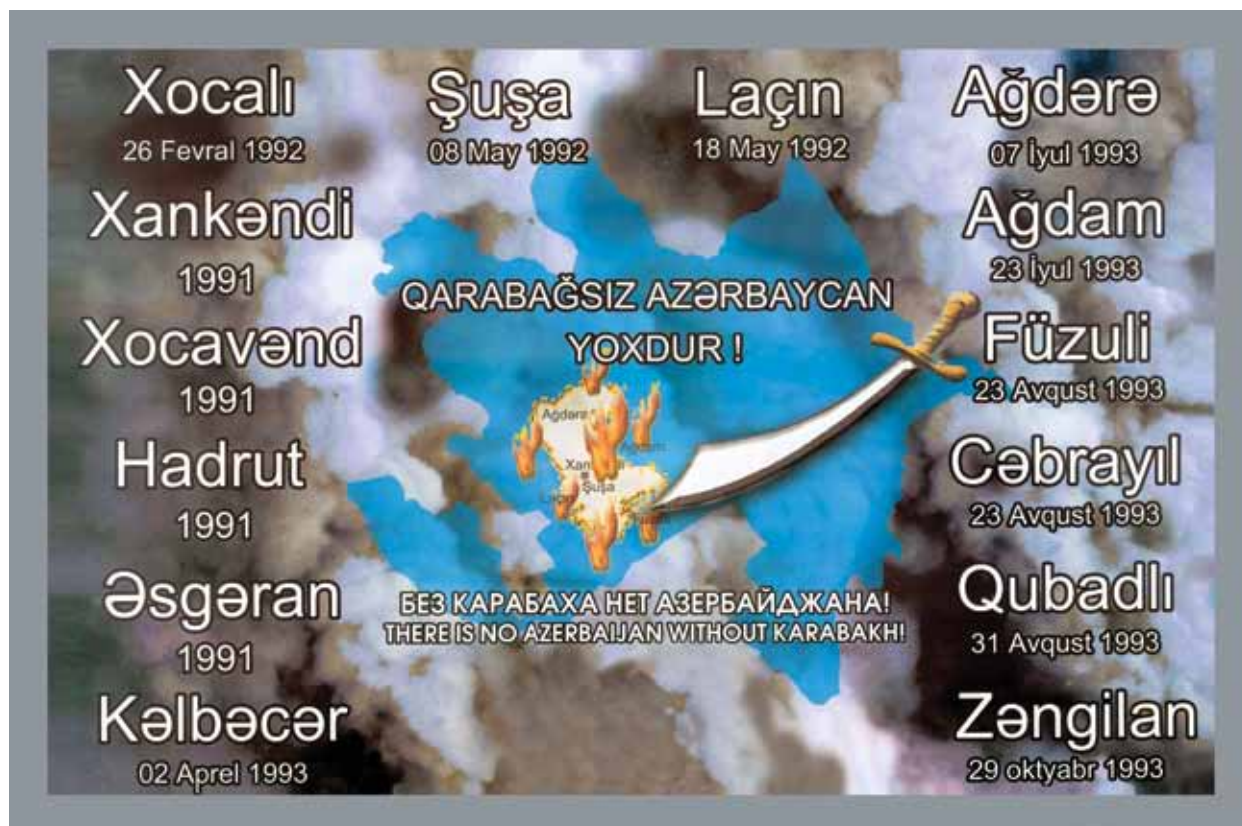 Xocalı
26 Fevral 1992
Şuşa
08 May 1992
Laçın
18 May 1992
Ağdərə
07 İyul 1993
Xankəndi
1991
Ağdam
23 İyul 1993
QARABAĞSIZ AZƏRBAYCAN
YOXDUR !
Xocavənd
1991
Füzuli
23 Avqust 1993
Ağdərə
Şuşa
Laçın
Hadrut
1991
Cəbrayıl
23 Avqust 1993
Əsgəran
1991
БЕЗ КАРАБАХА НЕТ АЗЕРБАЙДЖАНА!
THERE IS NO AZERBAIJAN WITHOUT KARABAKH!
Qubadlı
31 Avqust 1993
Kəlbəcər
02 Aprel 1993
Zəngilan
29 oktyabr 1993